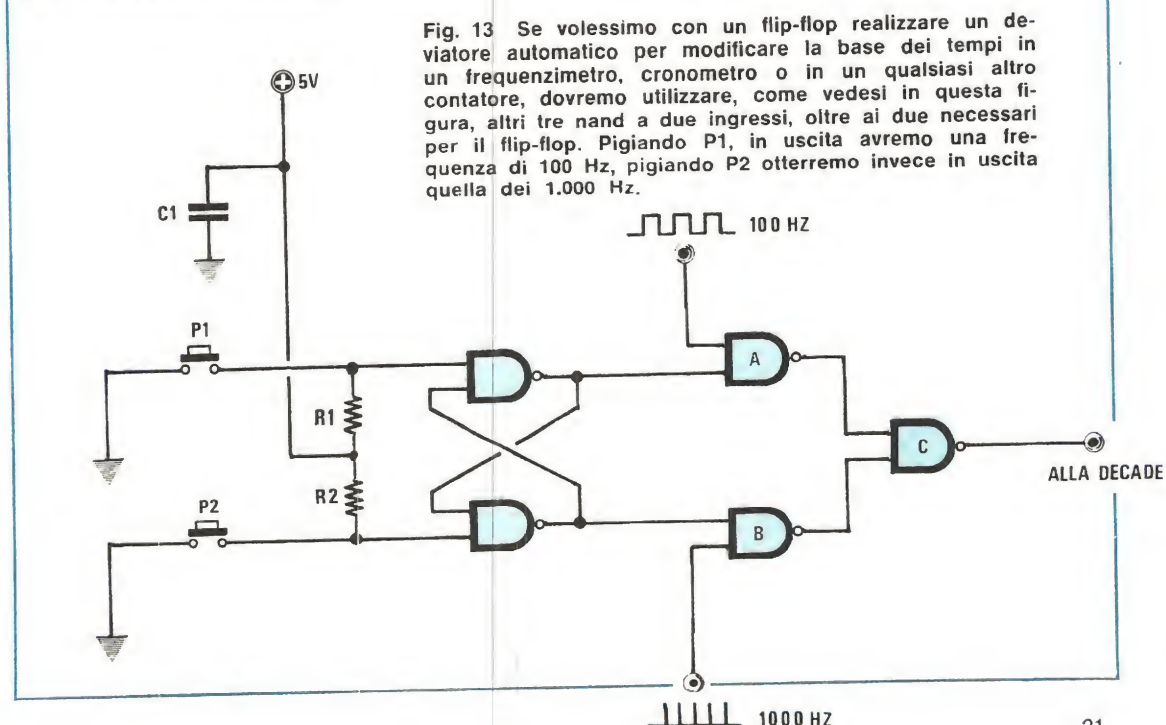 Fig. 13 Se volessimo con un flip-flop realizzare un de-
viatore automatico per modificare la base dei tempi in
un frequenzimetro, cronometro o in un qualsiasi altro
contatore, dovremo utilizzare, come vedesi in questa fi-
gura, altri tre nand a due ingressi, oltre ai due necessari
per il flip-flop. Pigiando P1, in uscita avremo una fre-
quenza di 100 Hz, pigiando P2 otterremo invece in uscita
quella dei 1.000 Hz.
5V
C1
100 HZ
P1
A
R1
C
ALLA DECADE
R2
P2
B
1000 HZ
21